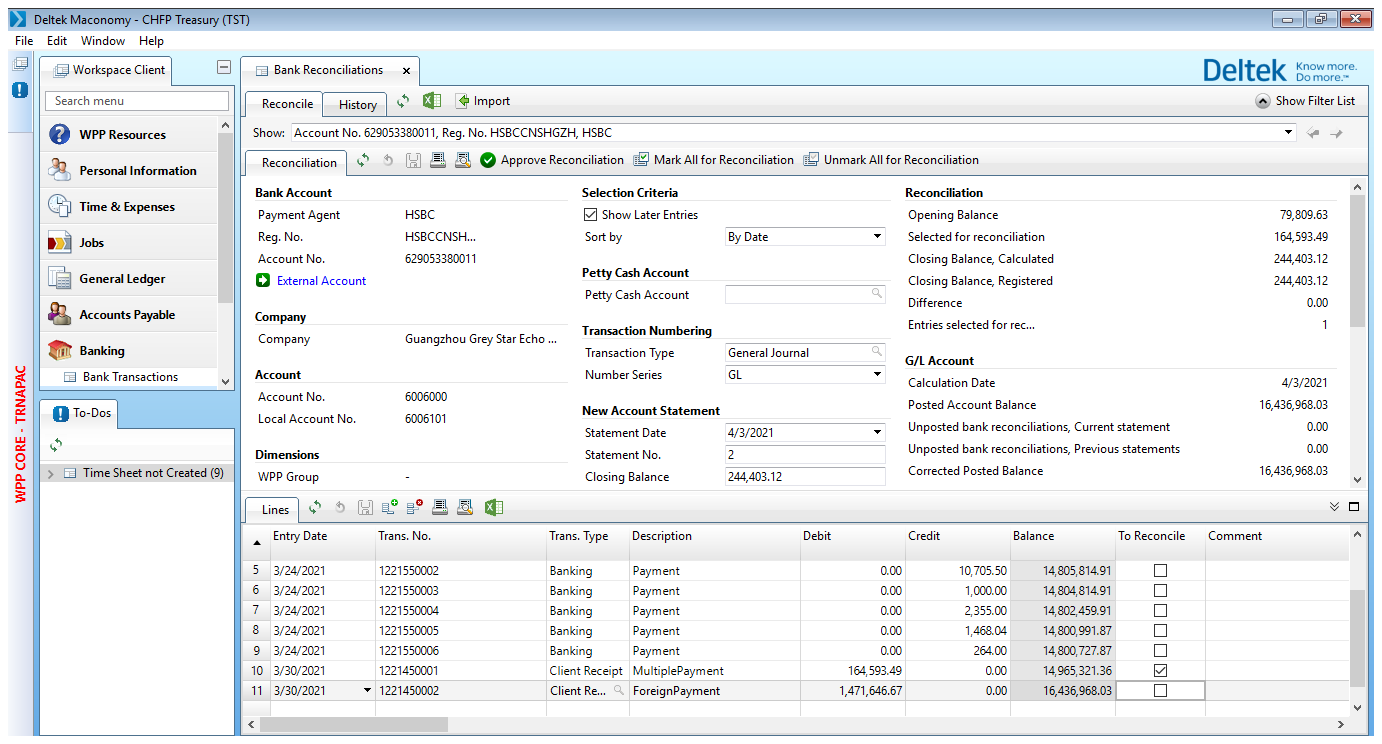 Deltek Maconomy - CHFP Treasury (TST)
File Edit Window Help
Workspace Client
Search menu
WPP Resources
Personal Information
Time & Expenses
Jobs
General Ledger
Accounts Payable
Banking
Bank Transactions
To-Dos
Time Sheet not Created (9)
WPP CORE - TRNAPAC
Bank Reconciliations
Deltek Know more. Do more.™
Reconcile History Import Show Filter List
Show: Account No. 629053380011, Reg. No. HSBCCNSHGZH, HSBC
Reconciliation Approve Reconciliation Mark All for Reconciliation Unmark All for Reconciliation
Bank Account
Payment Agent HSBC
Reg. No. HSBCCNSH...
Account No. 629053380011
External Account
Company
Company Guangzhou Grey Star Echo ...
Account
Account No. 6006000
Local Account No. 6006101
Dimensions
WPP Group -
Selection Criteria
Show Later Entries
Sort by By Date
Petty Cash Account
Petty Cash Account
Transaction Numbering
Transaction Type General Journal
Number Series GL
New Account Statement
Statement Date 4/3/2021
Statement No. 2
Closing Balance 244,403.12
Reconciliation
Opening Balance 79,809.63
Selected for reconciliation 164,593.49
Closing Balance, Calculated 244,403.12
Closing Balance, Registered 244,403.12
Difference 0.00
Entries selected for rec... 1
G/L Account
Calculation Date 4/3/2021
Posted Account Balance 16,436,968.03
Unposted bank reconciliations, Current statement 0.00
Unposted bank reconciliations, Previous statements 0.00
Corrected Posted Balance 16,436,968.03
Lines
Entry Date Trans. No. Trans. Type Description Debit Credit Balance To Reconcile Comment
5 3/24/2021 1221550002 Banking Payment 0.00 10,705.50 14,805,814.91
6 3/24/2021 1221550003 Banking Payment 0.00 1,000.00 14,804,814.91
7 3/24/2021 1221550004 Banking Payment 0.00 2,355.00 14,802,459.91
8 3/24/2021 1221550005 Banking Payment 0.00 1,468.04 14,800,991.87
9 3/24/2021 1221550006 Banking Payment 0.00 264.00 14,800,727.87
10 3/30/2021 1221450001 Client Receipt MultiplePayment 164,593.49 0.00 14,965,321.36
11 3/30/2021 1221450002 Client Re... ForeignPayment 1,471,646.67 0.00 16,436,968.03